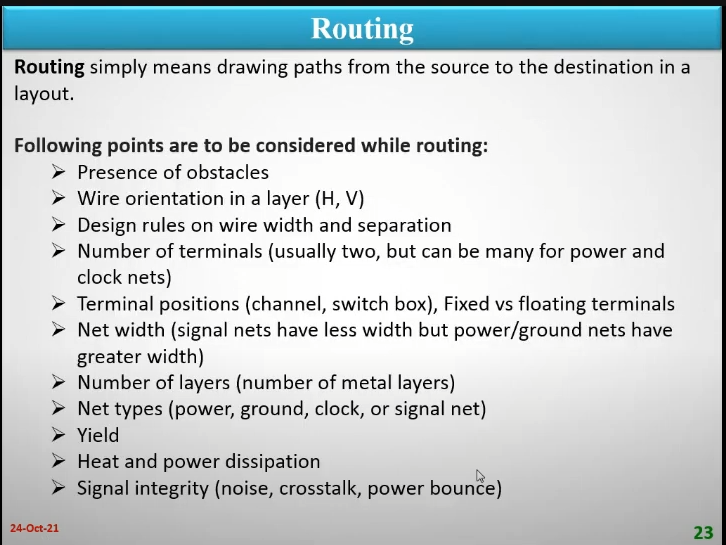 Routing
Routing simply means drawing paths from the source to the destination in a
layout.
Following points are to be considered while routing:
➢ Presence of obstacles
➢ Wire orientation in a layer (H, V)
➢ Design rules on wire width and separation
➢ Number of terminals (usually two, but can be many for power and
clock nets)
➢ Terminal positions (channel, switch box), Fixed vs floating terminals
➢ Net width (signal nets have less width but power/ground nets have
greater width)
➢ Number of layers (number of metal layers)
➢ Net types (power, ground, clock, or signal net)
➢ Yield
➢ Heat and power dissipation
➢ Signal integrity (noise, crosstalk, power bounce)
24-Oct-21
23